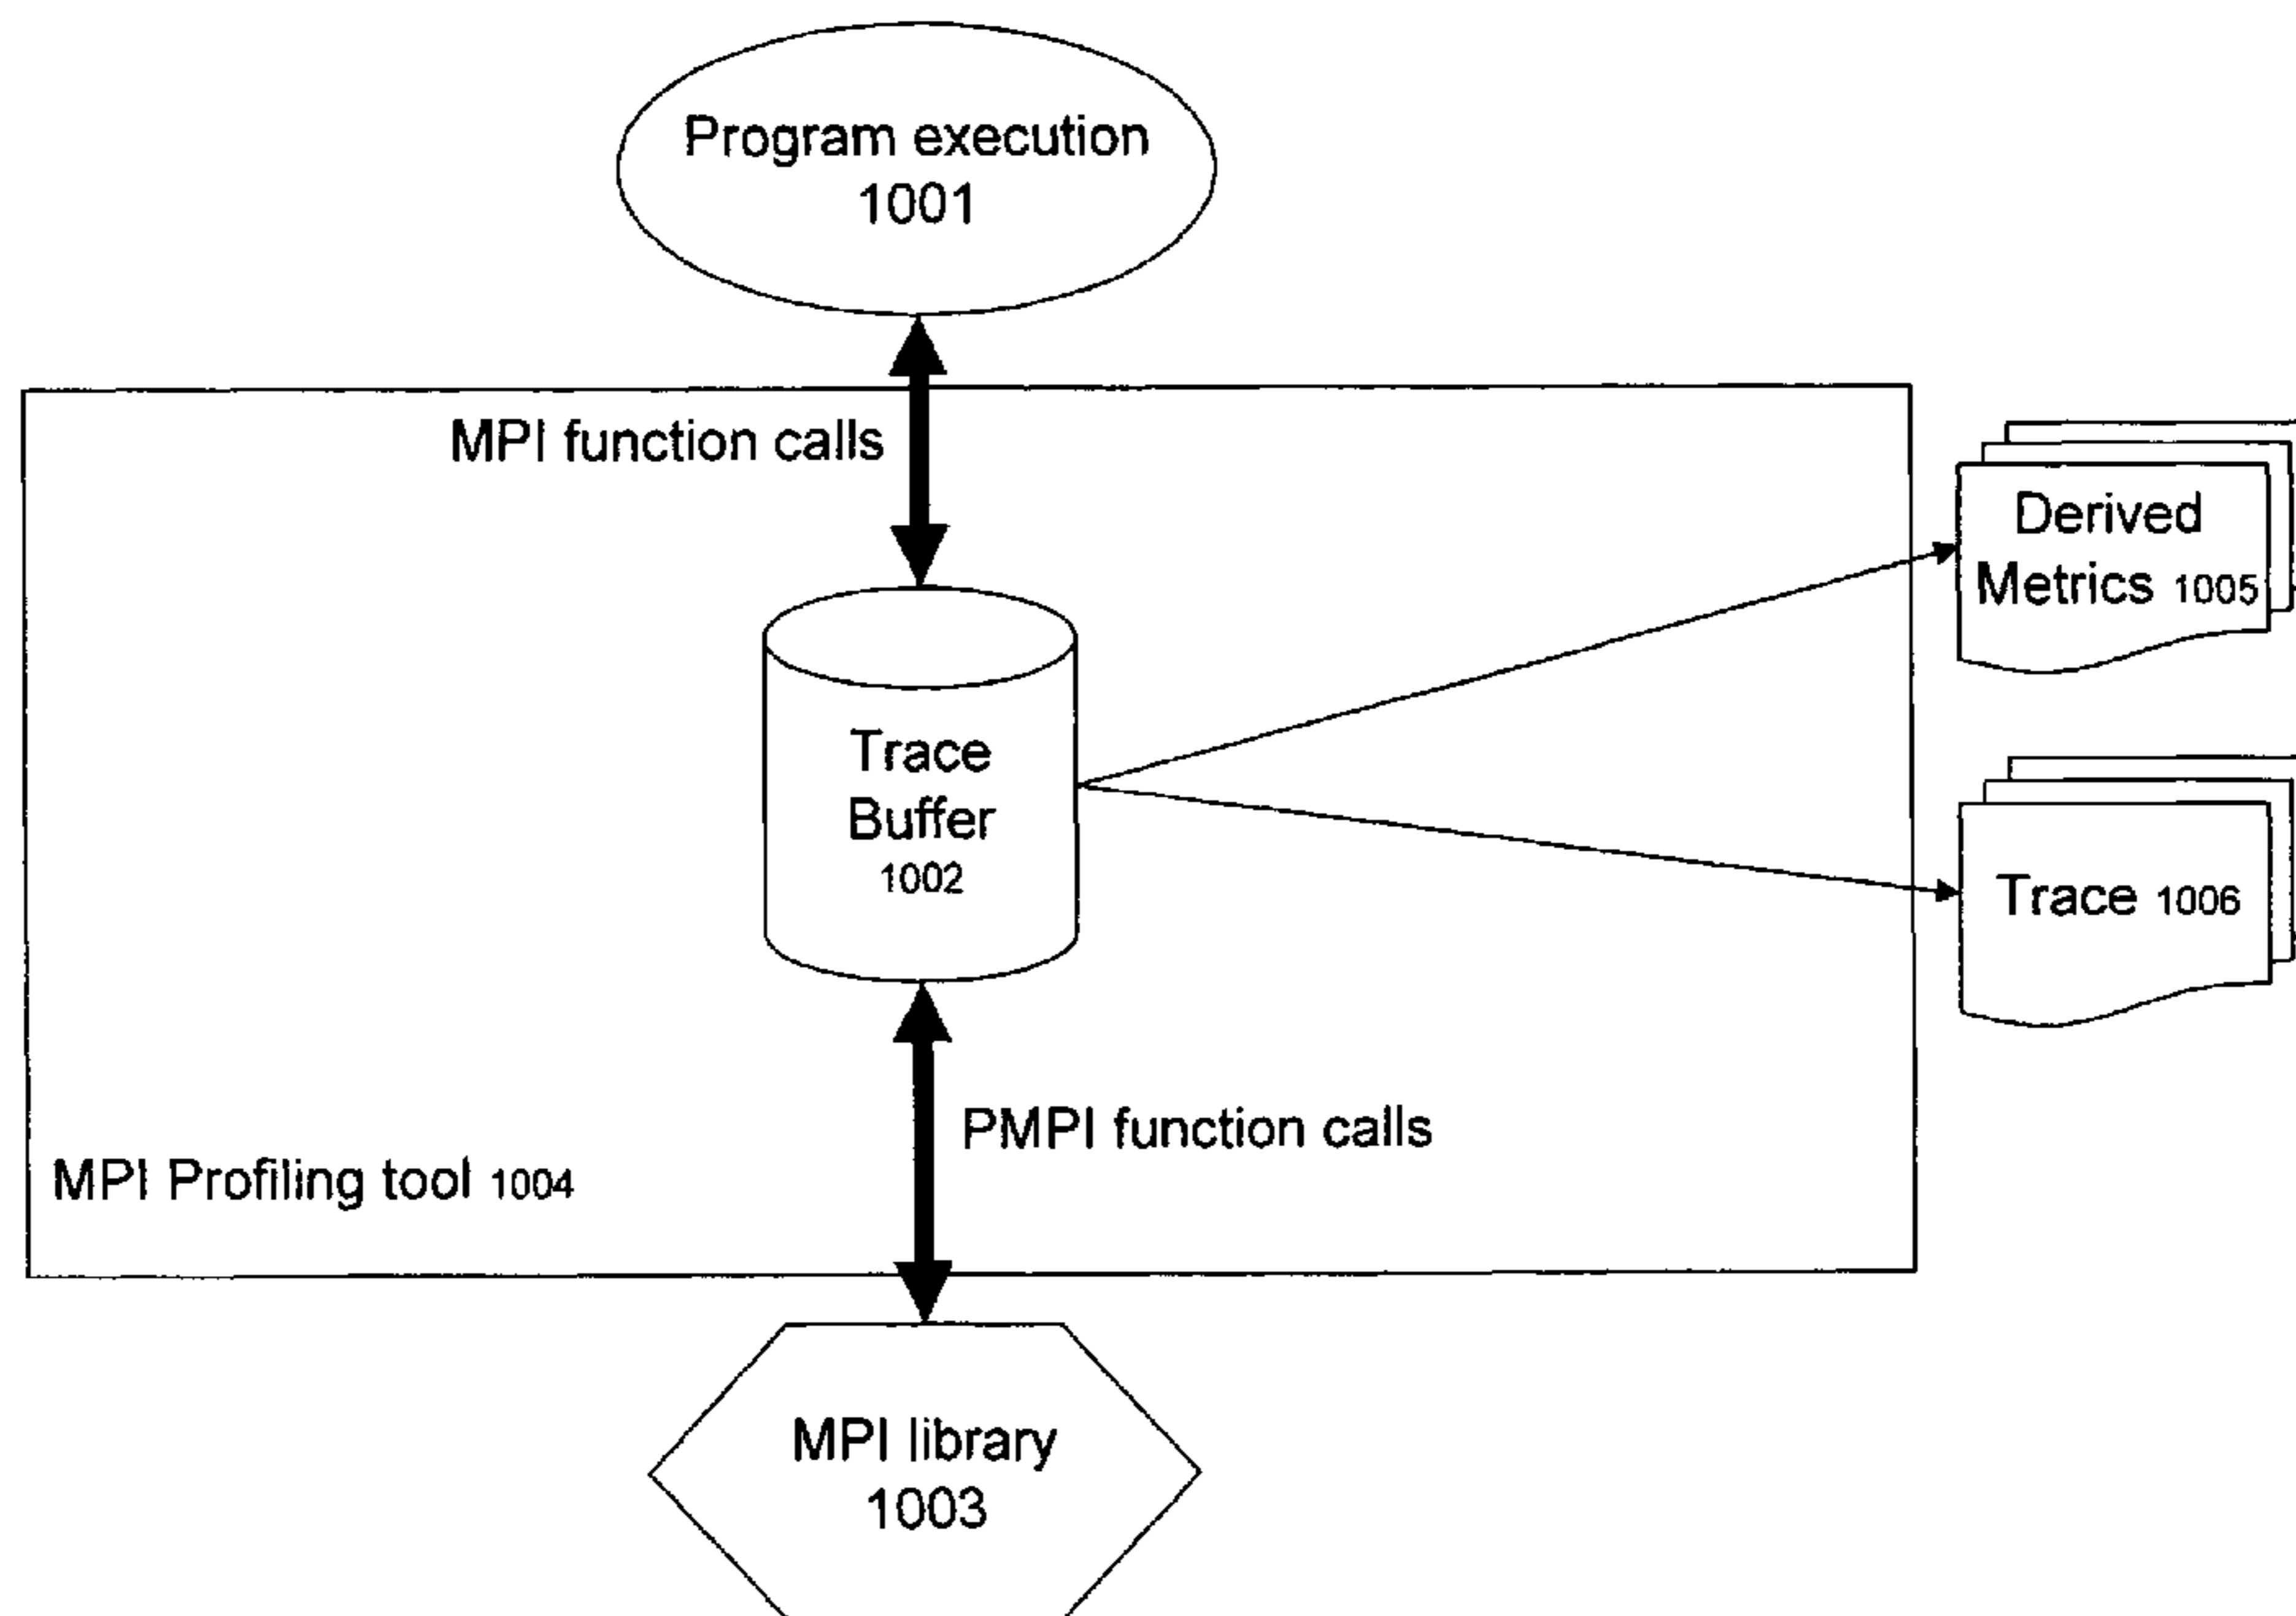 Program execution
1001
MPI function calls
Derived
Metrics 1005
Trace
Buffer
1002
Trace 1006
PMPI function calls
MPI Profiling tool 1004
MPI library
1003